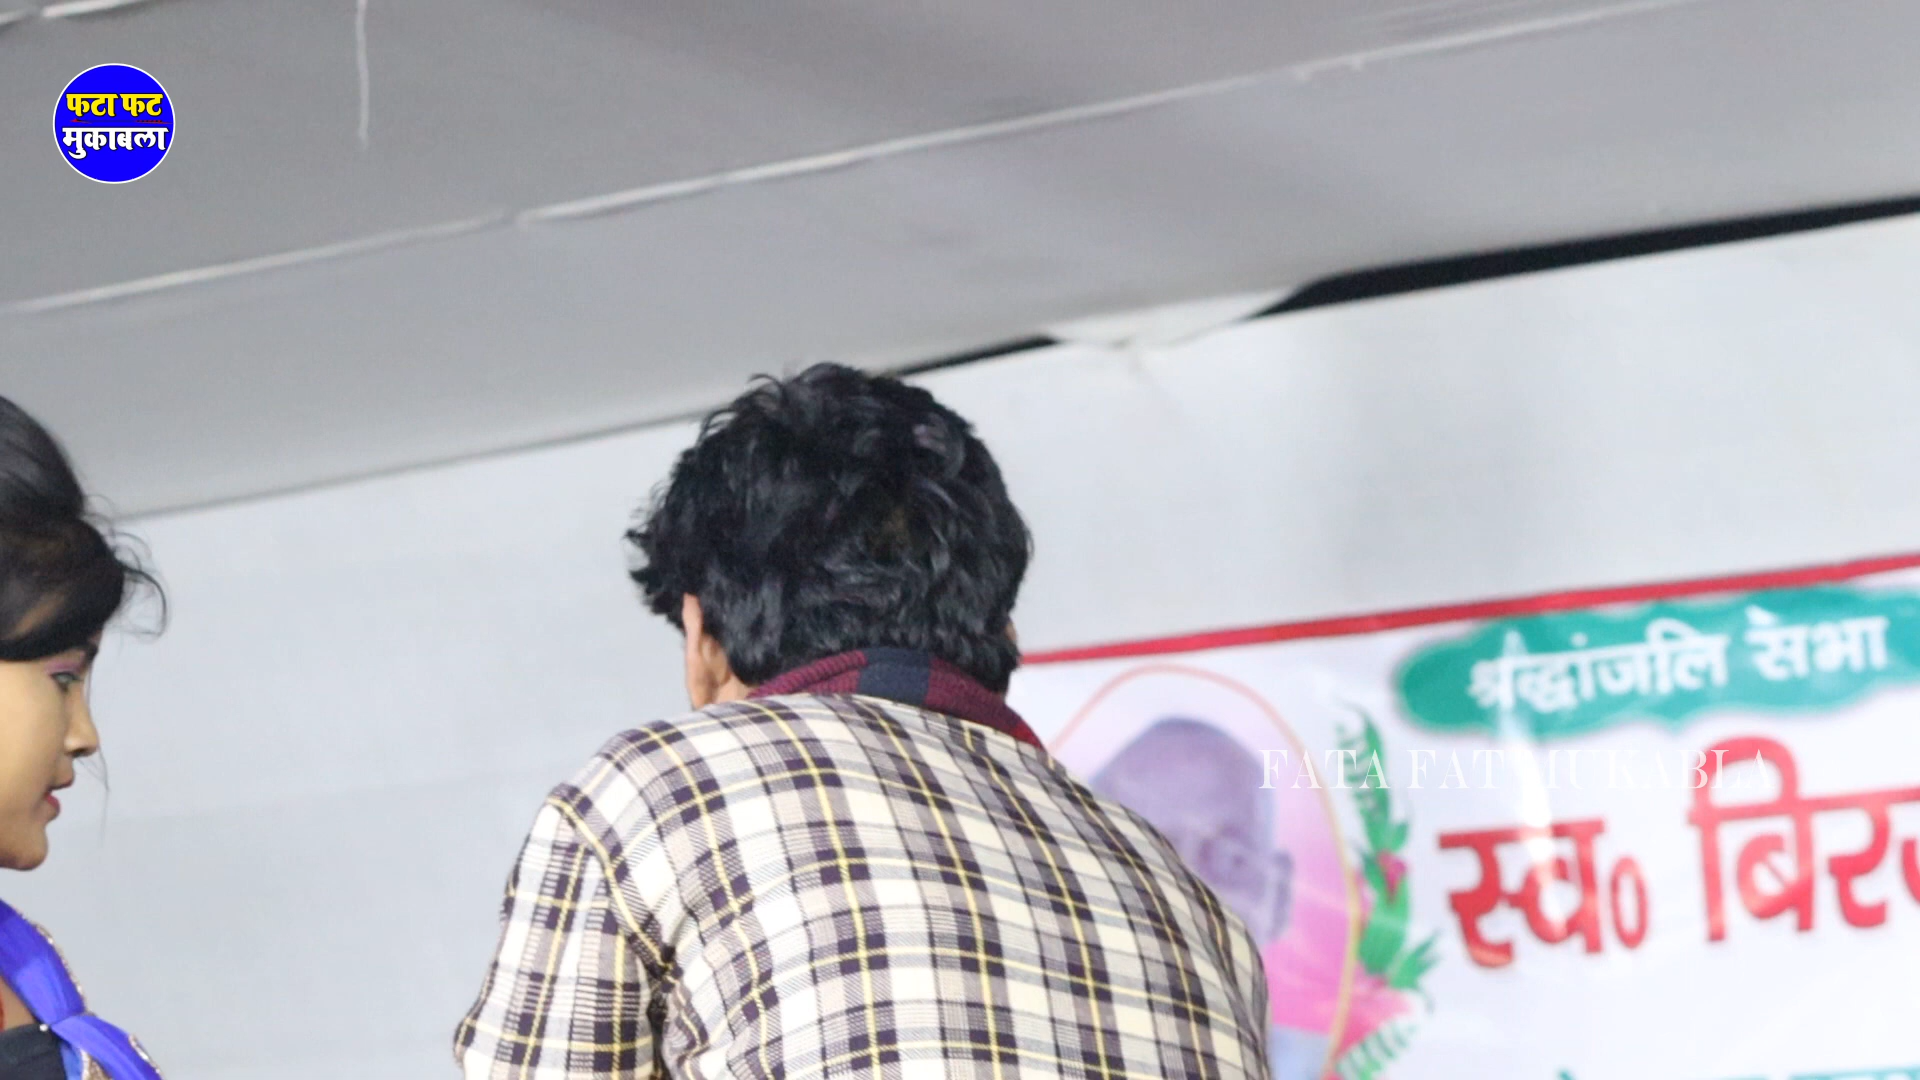 फटा फट
मुकाबला
श्रद्धांजलि सभा
FATA FAT MUKABLA
स्व०